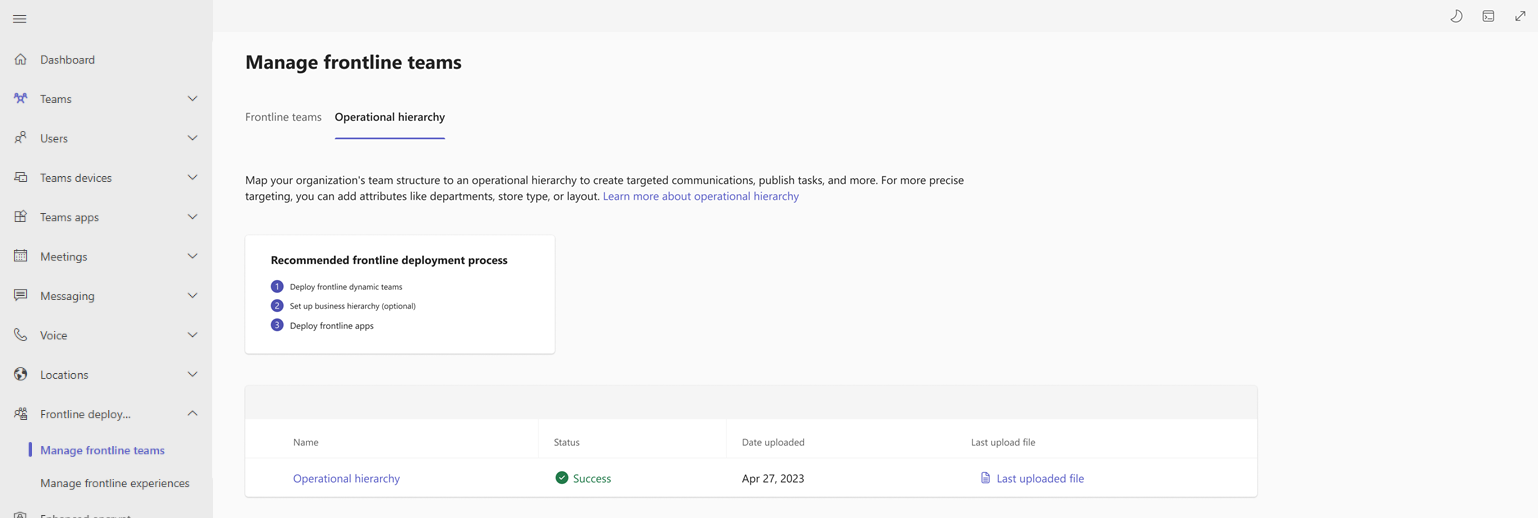 Dashboard
Teams
Users
Teams devices
Teams apps
Meetings
Messaging
Voice
Locations
Frontline deploy...
Manage frontline teams
Manage frontline experiences
Manage frontline teams
Frontline teams Operational hierarchy
Map your organization's team structure to an operational hierarchy to create targeted communications, publish tasks, and more. For more precise
targeting, you can add attributes like departments, store type, or layout. Learn more about operational hierarchy
Recommended frontline deployment process
1 Deploy frontline dynamic teams
2 Set up business hierarchy (optional)
3 Deploy frontline apps
Name Status Date uploaded Last upload file
Operational hierarchy Success Apr 27, 2023 Last uploaded file